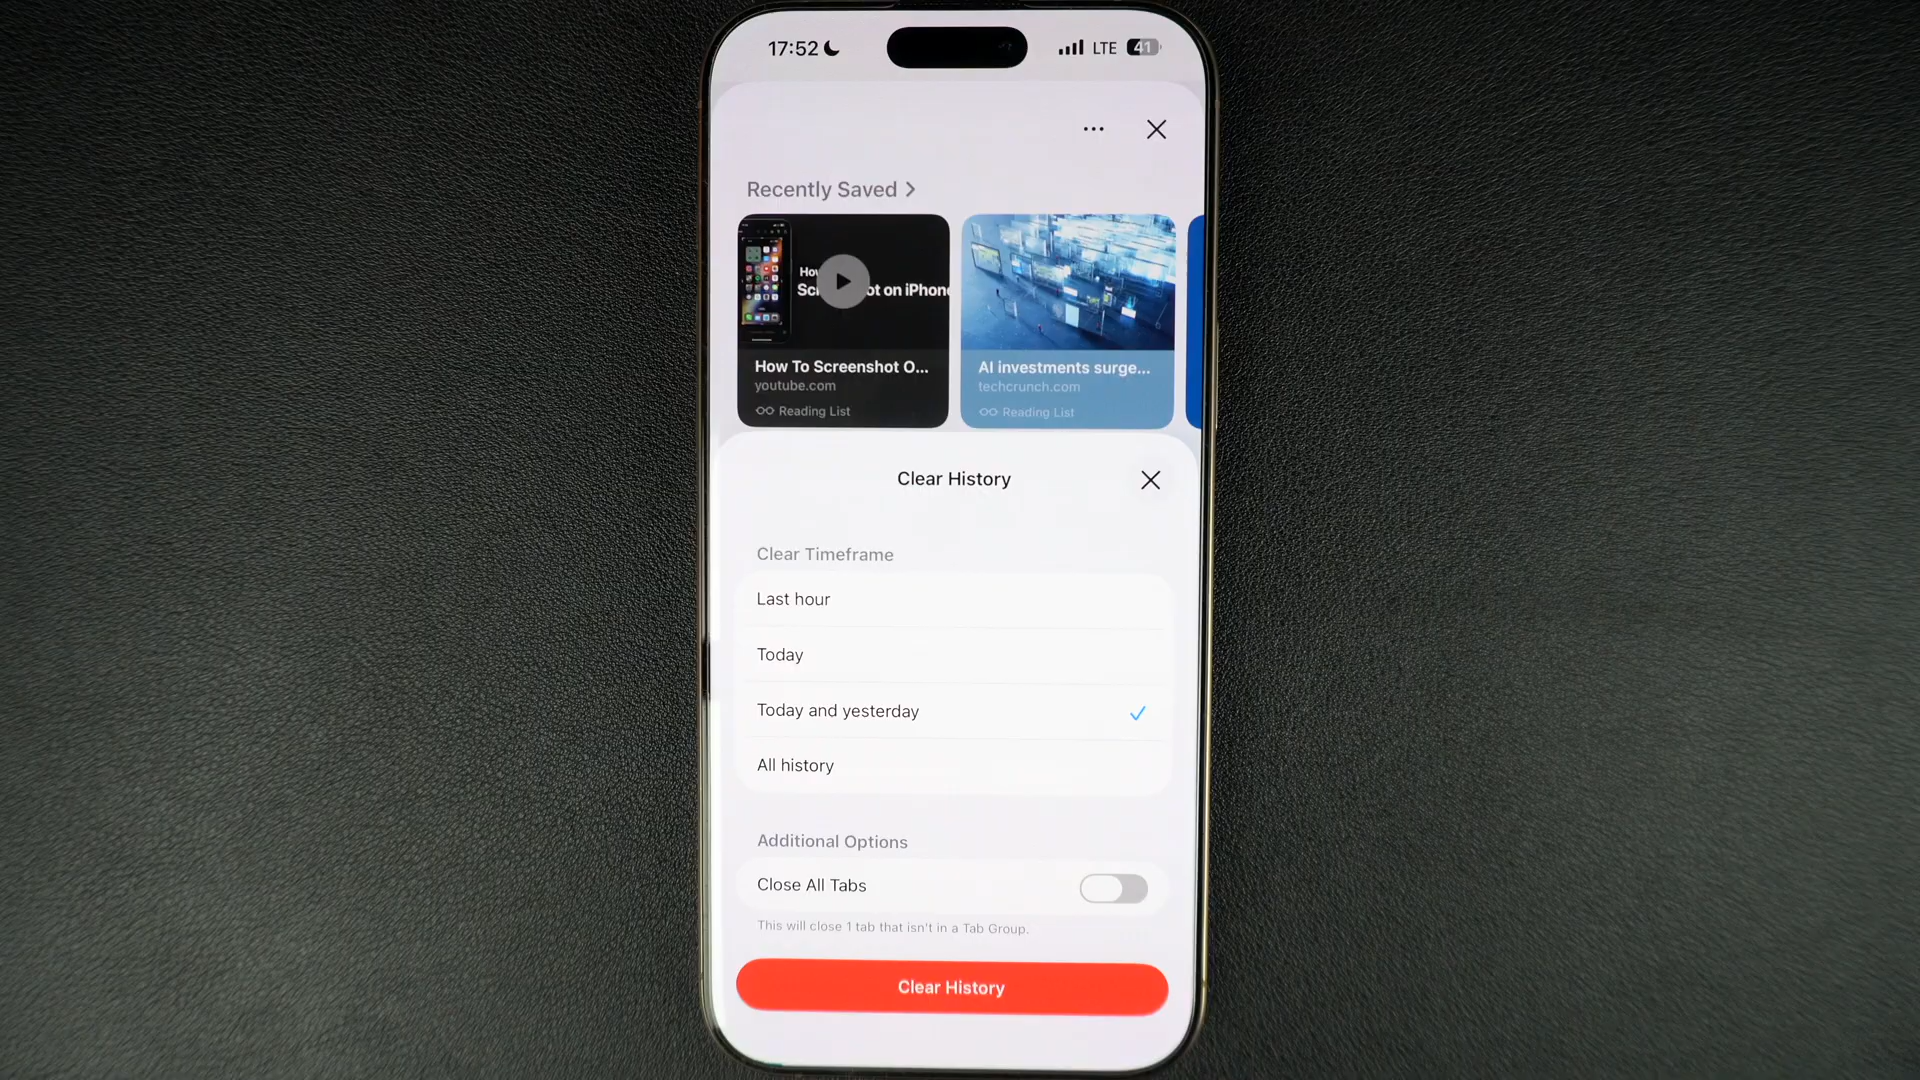 17:52
LTE 41
Recently Saved
How To Screenshot O...
youtube.com
Reading List
AI investments surge...
techcrunch.com
Reading List
Clear History
Clear Timeframe
Last hour
Today
Today and yesterday
All history
Additional Options
Close All Tabs
This will close 1 tab that isn't in a Tab Group.
Clear History